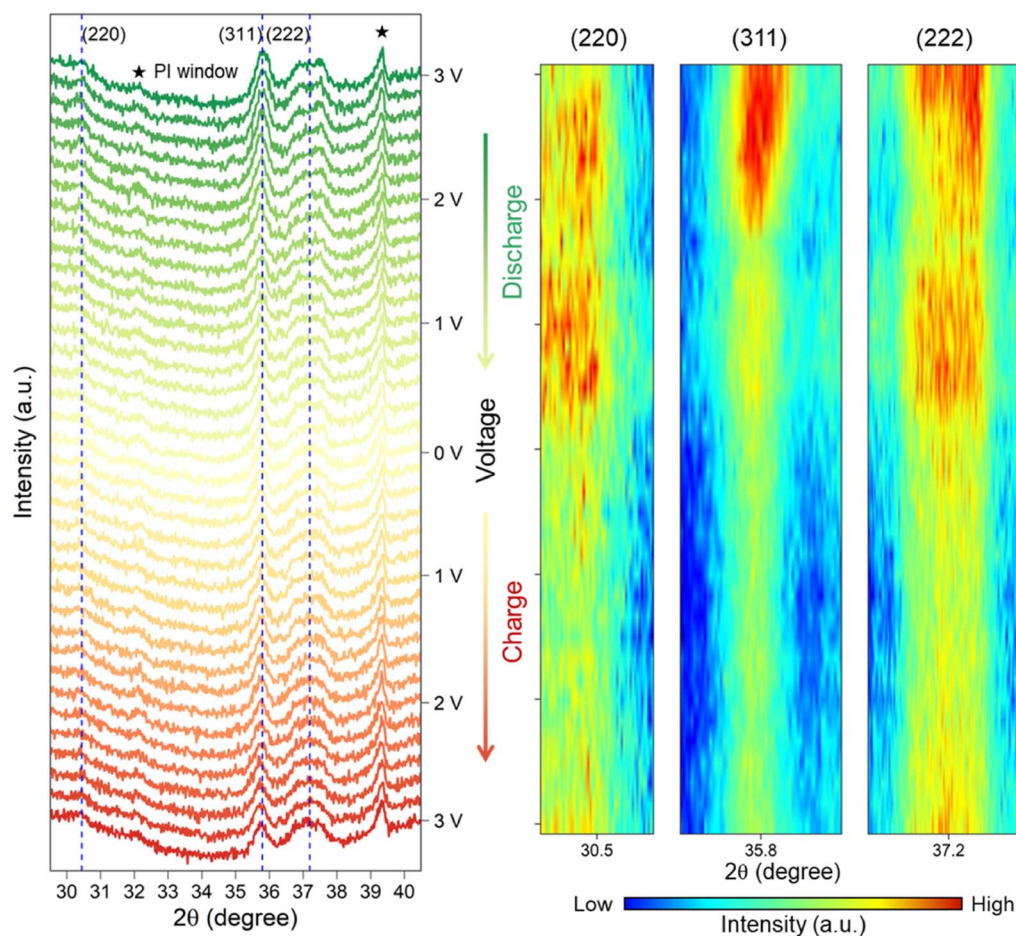 (220) (311) (222) ★
★ PI window
3 V
2 V
1 V
0 V
1 V
2 V
3 V
Intensity (a.u.)
30 31 32 33 34 35 36 37 38 39 40
2θ (degree)
Discharge
Voltage
Charge
(220) (311) (222)
30.5 35.8 37.2
2θ (degree)
Low High
Intensity (a.u.)